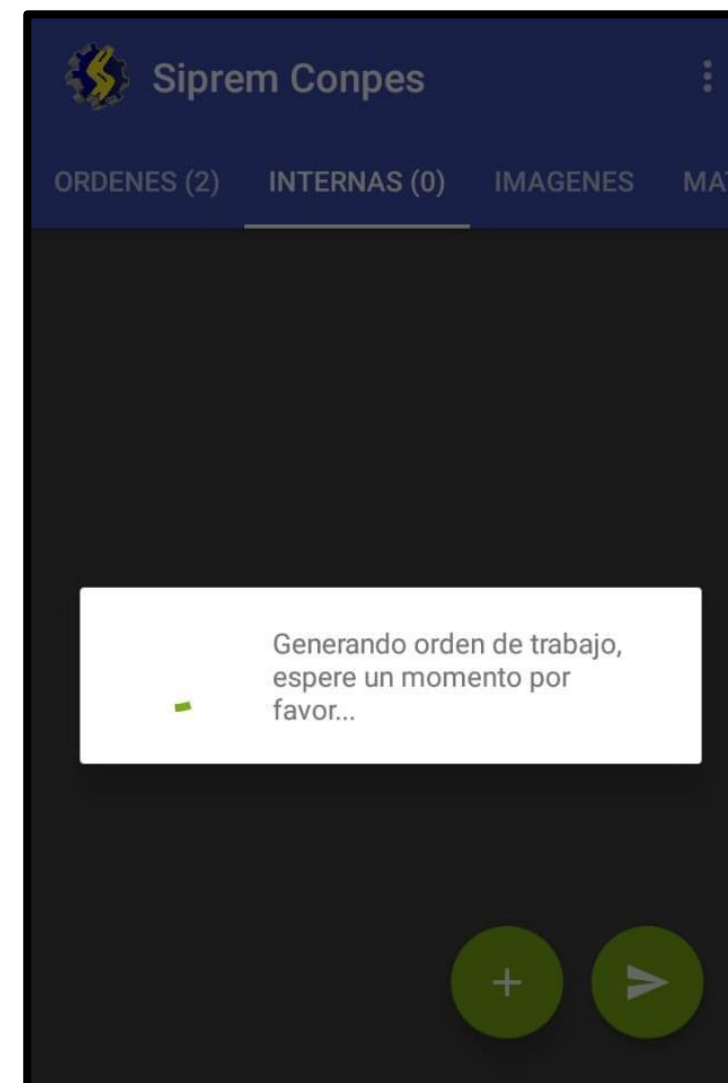 Siprem Conpes
ORDENES (2) INTERNAS (0) IMAGENES
Generando orden de trabajo,
espere un momento por
favor...